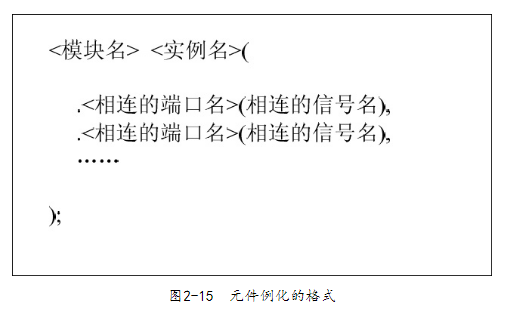 <模块名> <实例名>(
.<相连的端口名>(相连的信号名),
.<相连的端口名>(相连的信号名),
……
);
图2-15 元件例化的格式